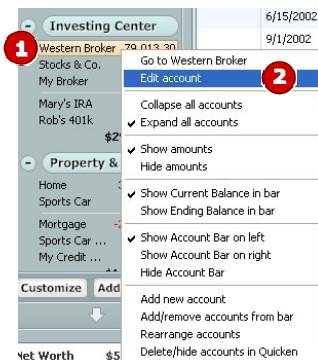 Investing Center
Western Broker 79,013.30
Stocks & Co.
My Broker
Mary's IRA
Rob's 401k
$2
Property &
Home
Sports Car
Mortgage -2
Sports Car ...
My Credit ...
Customize Add
Net Worth $5
6/15/2002
9/1/2002
1
2
Go to Western Broker
Edit account
Collapse all accounts
Expand all accounts
Show amounts
Hide amounts
Show Current Balance in bar
Show Ending Balance in bar
Show Account Bar on left
Show Account Bar on right
Hide Account Bar
Add new account
Add/remove accounts from bar
Rearrange accounts
Delete/hide accounts in Quicken